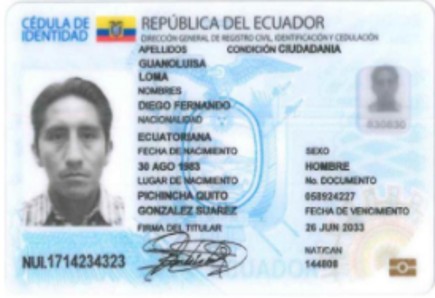 CÉDULA DE
IDENTIDAD
REPÚBLICA DEL ECUADOR
DIRECCIÓN GENERAL DE REGISTRO CIVIL, IDENTIFICACIÓN Y CEDULACIÓN
APELLIDOS
CONDICIÓN CIUDADANIA
GUANOLUISA
LOMA
NOMBRES
DIEGO FERNANDO
NACIONALIDAD
ECUATORIANA
FECHA DE NACIMIENTO
SEXO
30 AGO 1983
HOMBRE
LUGAR DE NACIMIENTO
No. DOCUMENTO
PICHINCHA QUITO
058924227
GONZALEZ SUAREZ
FECHA DE VENCIMIENTO
FIRMA DEL TITULAR
26 JUN 2033
NAT/CAN
NUI.1714234323
144808